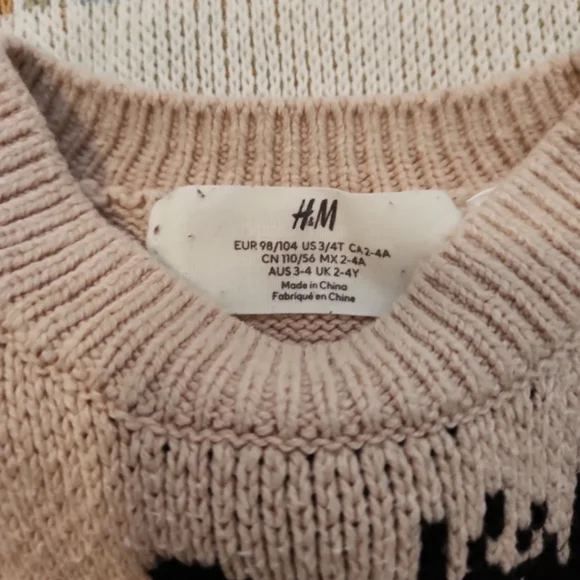 H&M
EUR 98/104 US 3/4T CA 2-4A
CN 110/56 MX 2-4A
AUS 3-4 UK 2-4Y
Made in China
Fabriqué en Chine